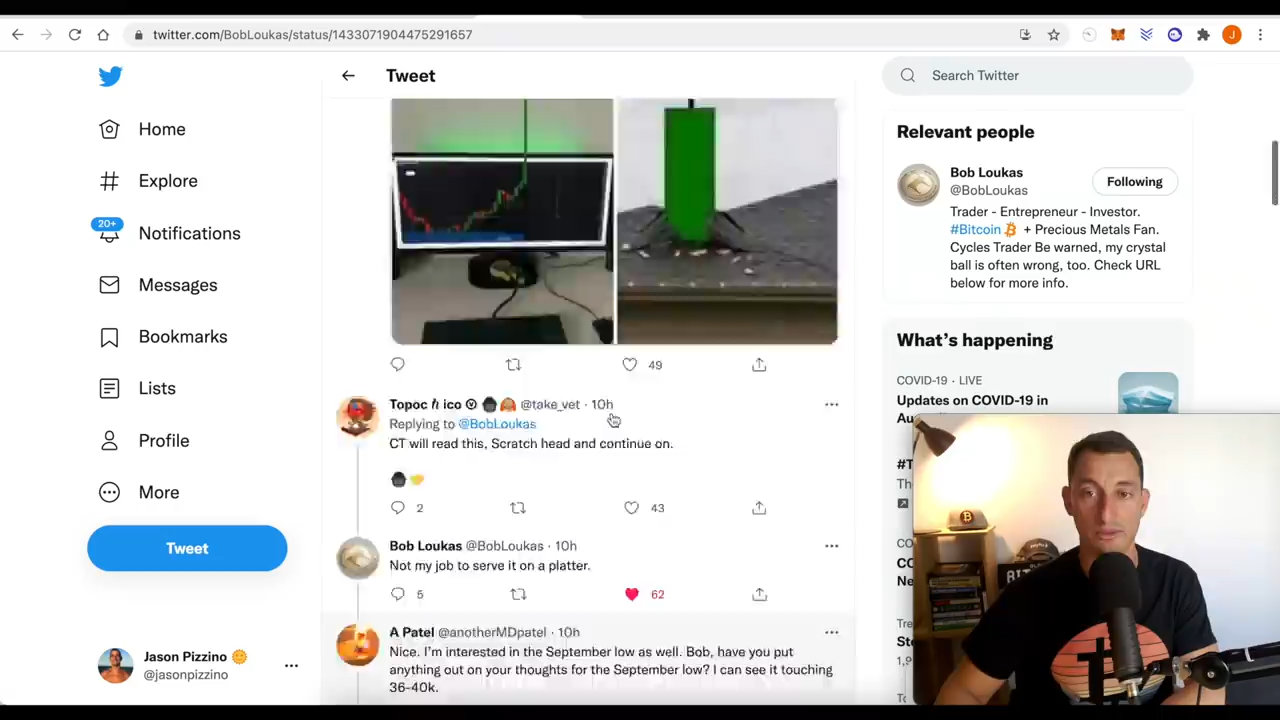 twitter.com/BobLoukas/status/1433071904475291657
J
Tweet
Search Twitter
Home
Explore
20+
Notifications
Messages
Bookmarks
Lists
Profile
More
Tweet
Jason Pizzino
@jasonpizzino
49
Topoc ℏ ico @take_vet · 10h
Replying to @BobLoukas
CT will read this, Scratch head and continue on.
2
43
Bob Loukas @BobLoukas · 10h
Not my job to serve it on a platter.
5
62
A Patel @anotherMDpatel · 10h
Nice. I'm interested in the September low as well. Bob, have you put
anything out on your thoughts for the September low? I can see it touching
36-40k.
Relevant people
Bob Loukas
@BobLoukas
Following
Trader - Entrepreneur - Investor.
#Bitcoin + Precious Metals Fan.
Cycles Trader Be warned, my crystal
ball is often wrong, too. Check URL
below for more info.
What's happening
COVID-19 · LIVE
Updates on COVID-19 in